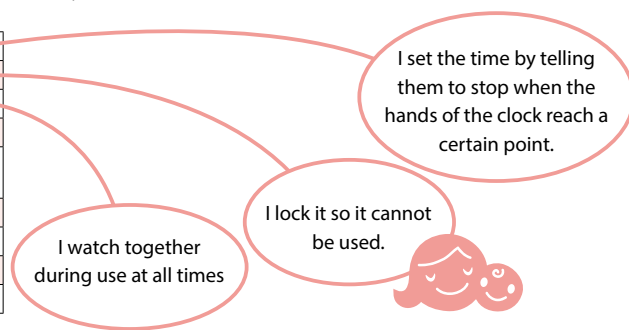 I set the time by telling
them to stop when the
hands of the clock reach a
certain point.
I lock it so it cannot
be used.
I watch together
during use at all times